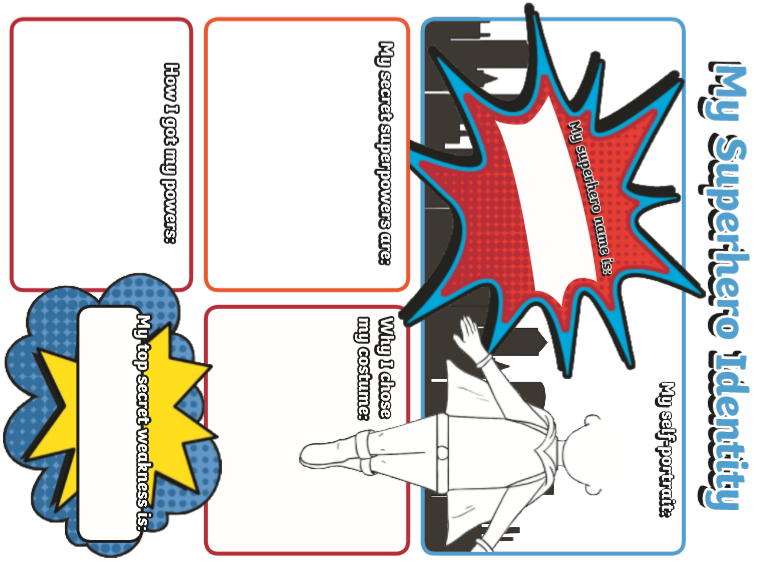 My Superhero Identity
My superhero name is:
My self-portrait:
My secret superpowers are:
Why I chose
my costume:
How I got my powers:
My top-secret weakness is: